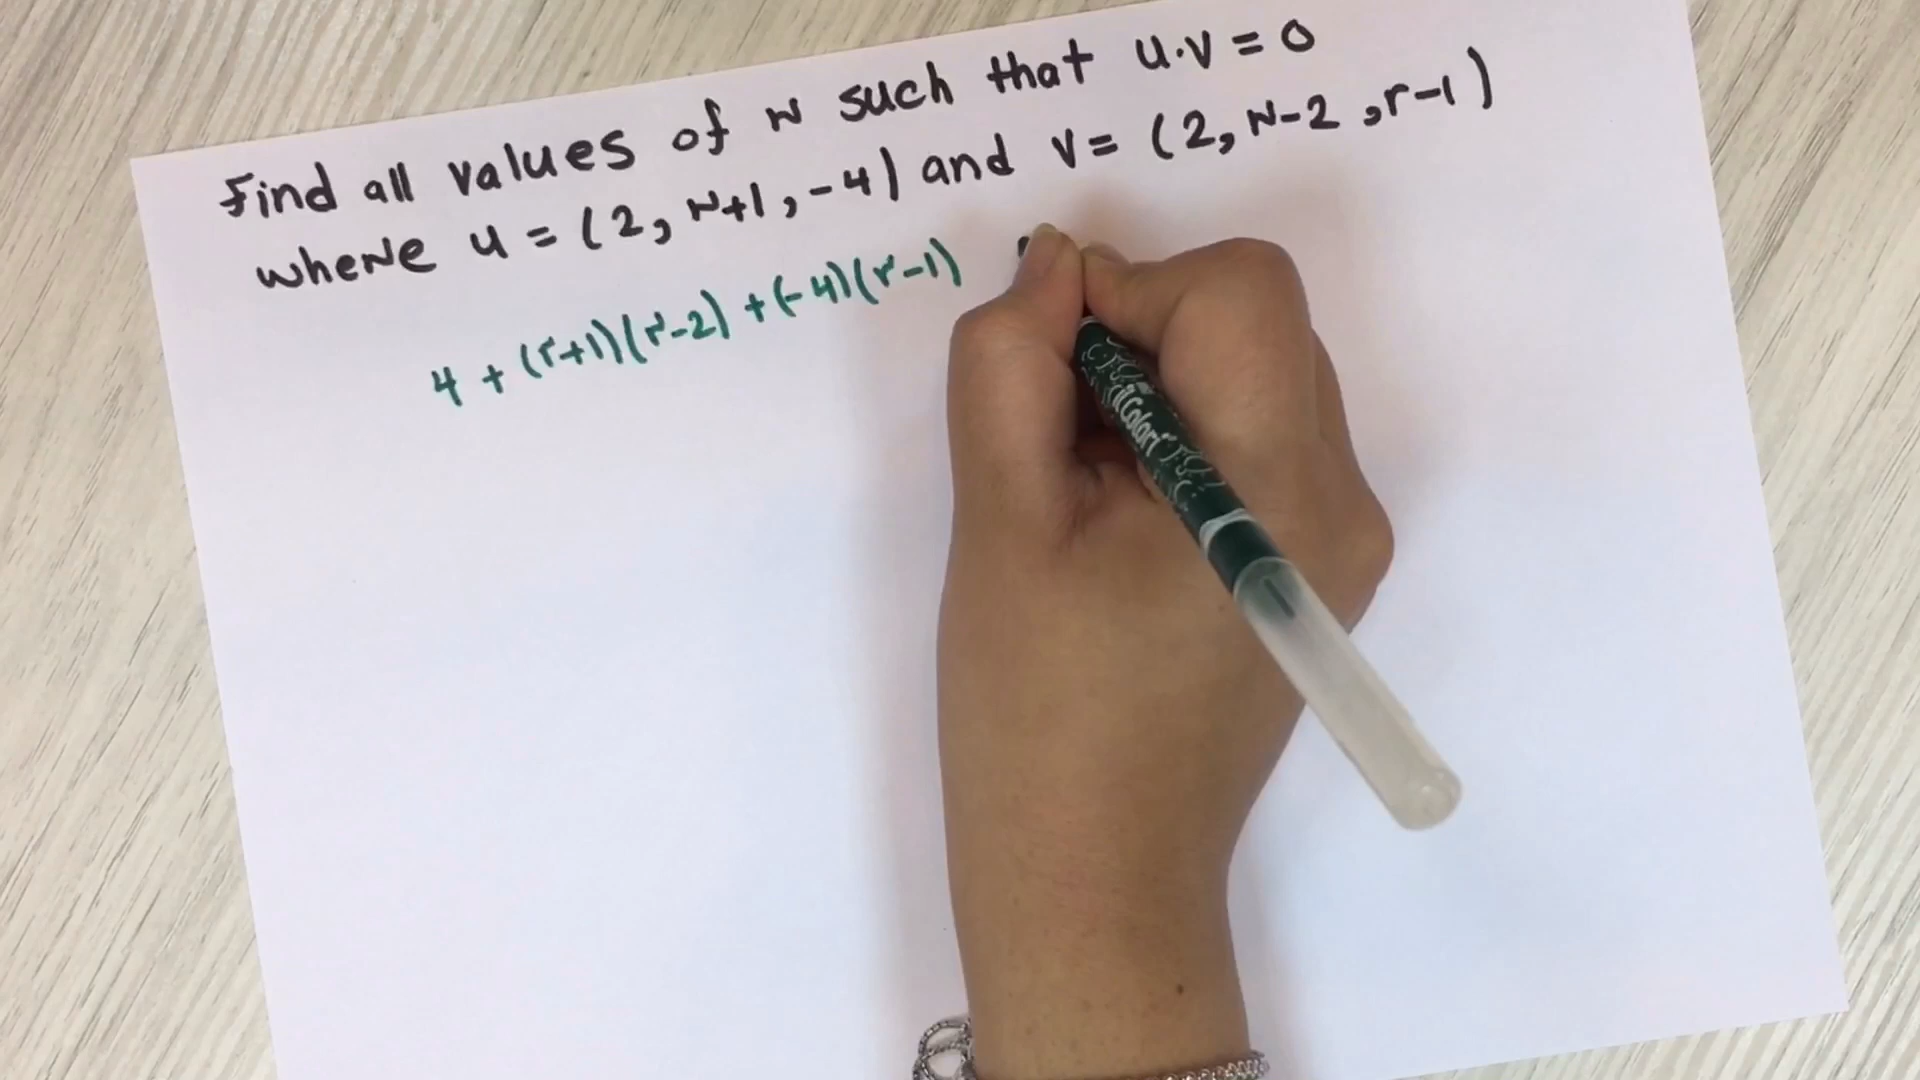 Find all values of r such that u.v = 0
where u = (2, r+1, -4) and v = (2, r-2, r-1)
4 + (r+1)(r-2) + (-4)(r-1)
ilColori